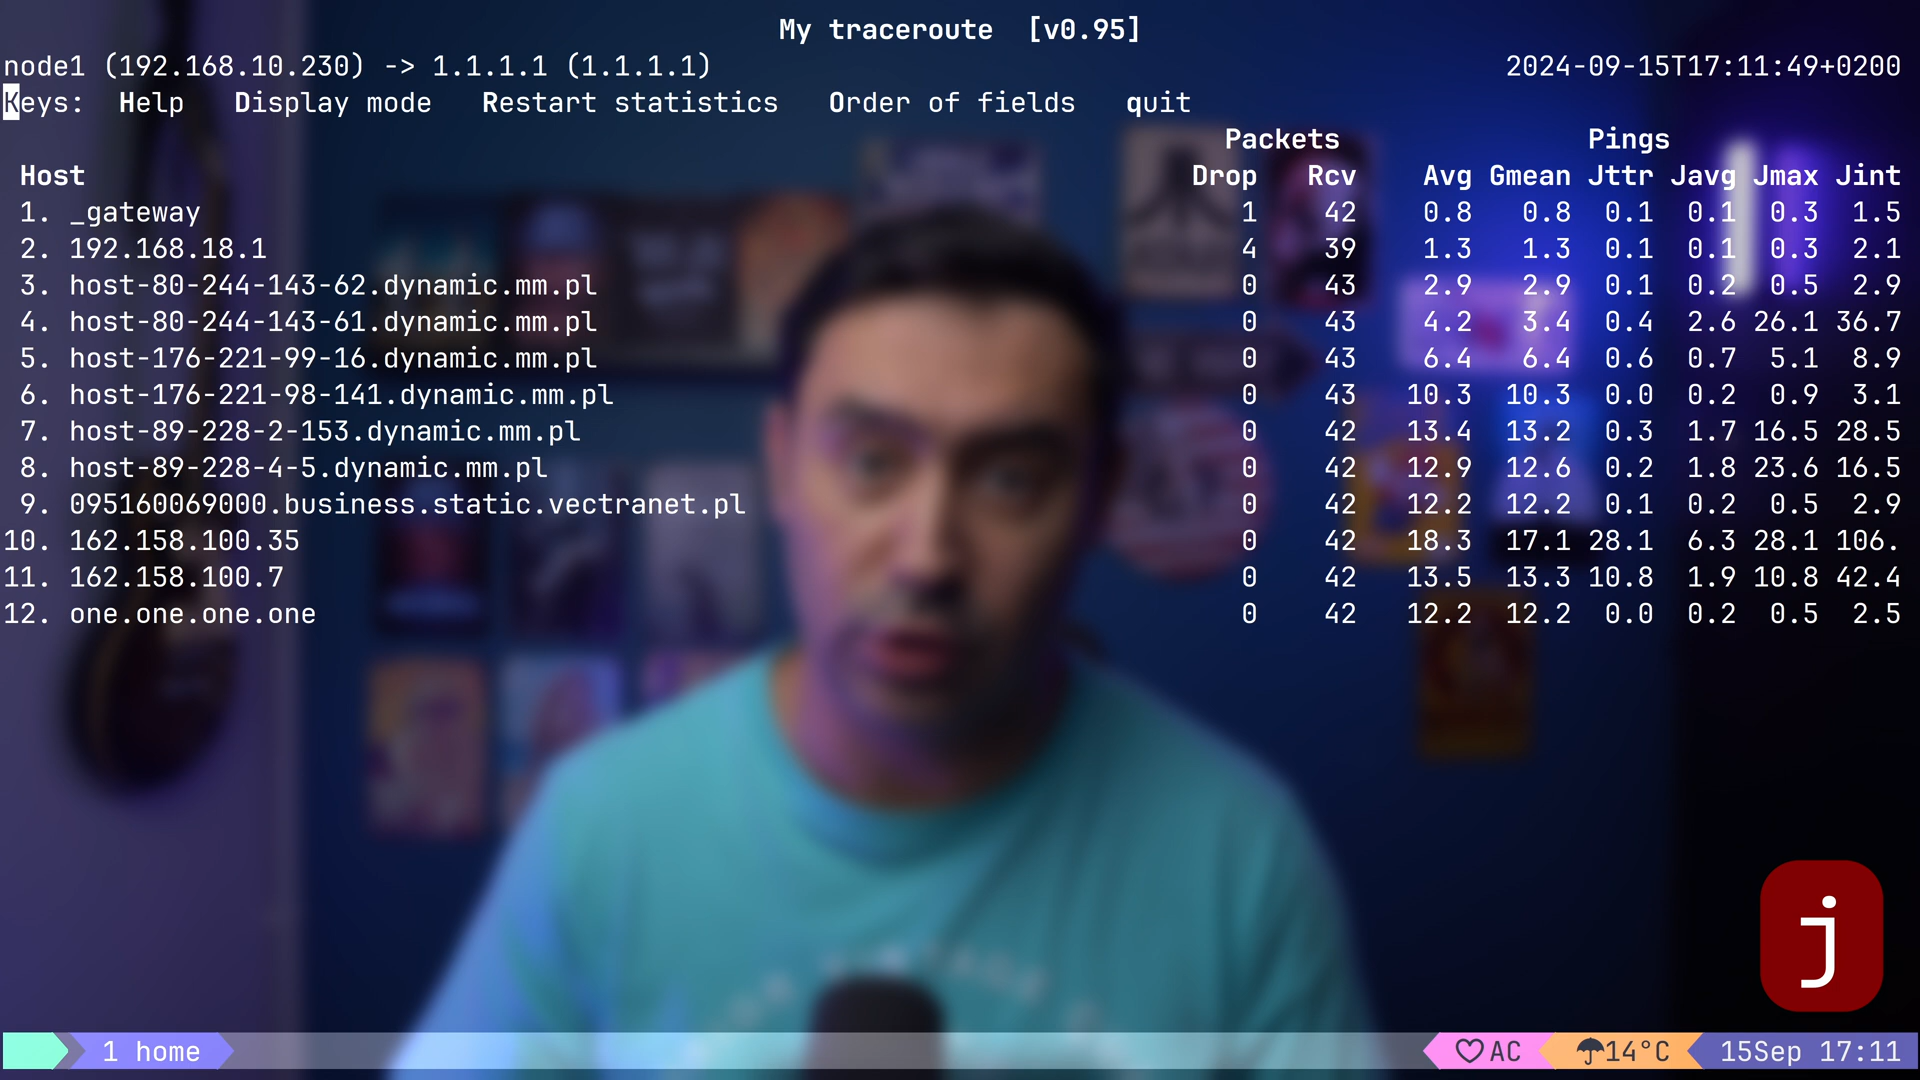 My traceroute  [v0.95]
node1 (192.168.10.230) -> 1.1.1.1 (1.1.1.1)    2024-09-15T17:11:49+0200
Keys:  Help   Display mode   Restart statistics   Order of fields   quit
Packets    Pings
Host    Drop   Rcv    Avg  Gmean  Jttr  Javg  Jmax  Jint
1. _gateway    1   42   0.8   0.8   0.1   0.1   0.3   1.5
2. 192.168.18.1    4   39   1.3   1.3   0.1   0.1   0.3   2.1
3. host-80-244-143-62.dynamic.mm.pl    0   43   2.9   2.9   0.1   0.2   0.5   2.9
4. host-80-244-143-61.dynamic.mm.pl    0   43   4.2   3.4   0.4   2.6   26.1   36.7
5. host-176-221-99-16.dynamic.mm.pl    0   43   6.4   6.4   0.6   0.7   5.1   8.9
6. host-176-221-98-141.dynamic.mm.pl    0   43   10.3   10.3   0.0   0.2   0.9   3.1
7. host-89-228-2-153.dynamic.mm.pl    0   42   13.4   13.2   0.3   1.7   16.5   28.5
8. host-89-228-4-5.dynamic.mm.pl    0   42   12.9   12.6   0.2   1.8   23.6   16.5
9. 095160069000.business.static.vectranet.pl    0   42   12.2   12.2   0.1   0.2   0.5   2.9
10. 162.158.100.35    0   42   18.3   17.1   28.1   6.3   28.1   106.
11. 162.158.100.7    0   42   13.5   13.3   10.8   1.9   10.8   42.4
12. one.one.one.one    0   42   12.2   12.2   0.0   0.2   0.5   2.5
j
1 home    AC    14°C    15Sep 17:11